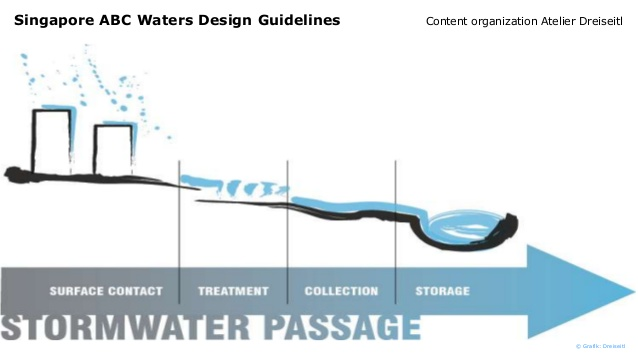 Singapore ABC Waters Design Guidelines
Content organization Atelier Dreiseitl
SURFACE CONTACT
TREATMENT
COLLECTION
STORAGE
STORMWATER PASSAGE
© Grafik: Dreiseitl